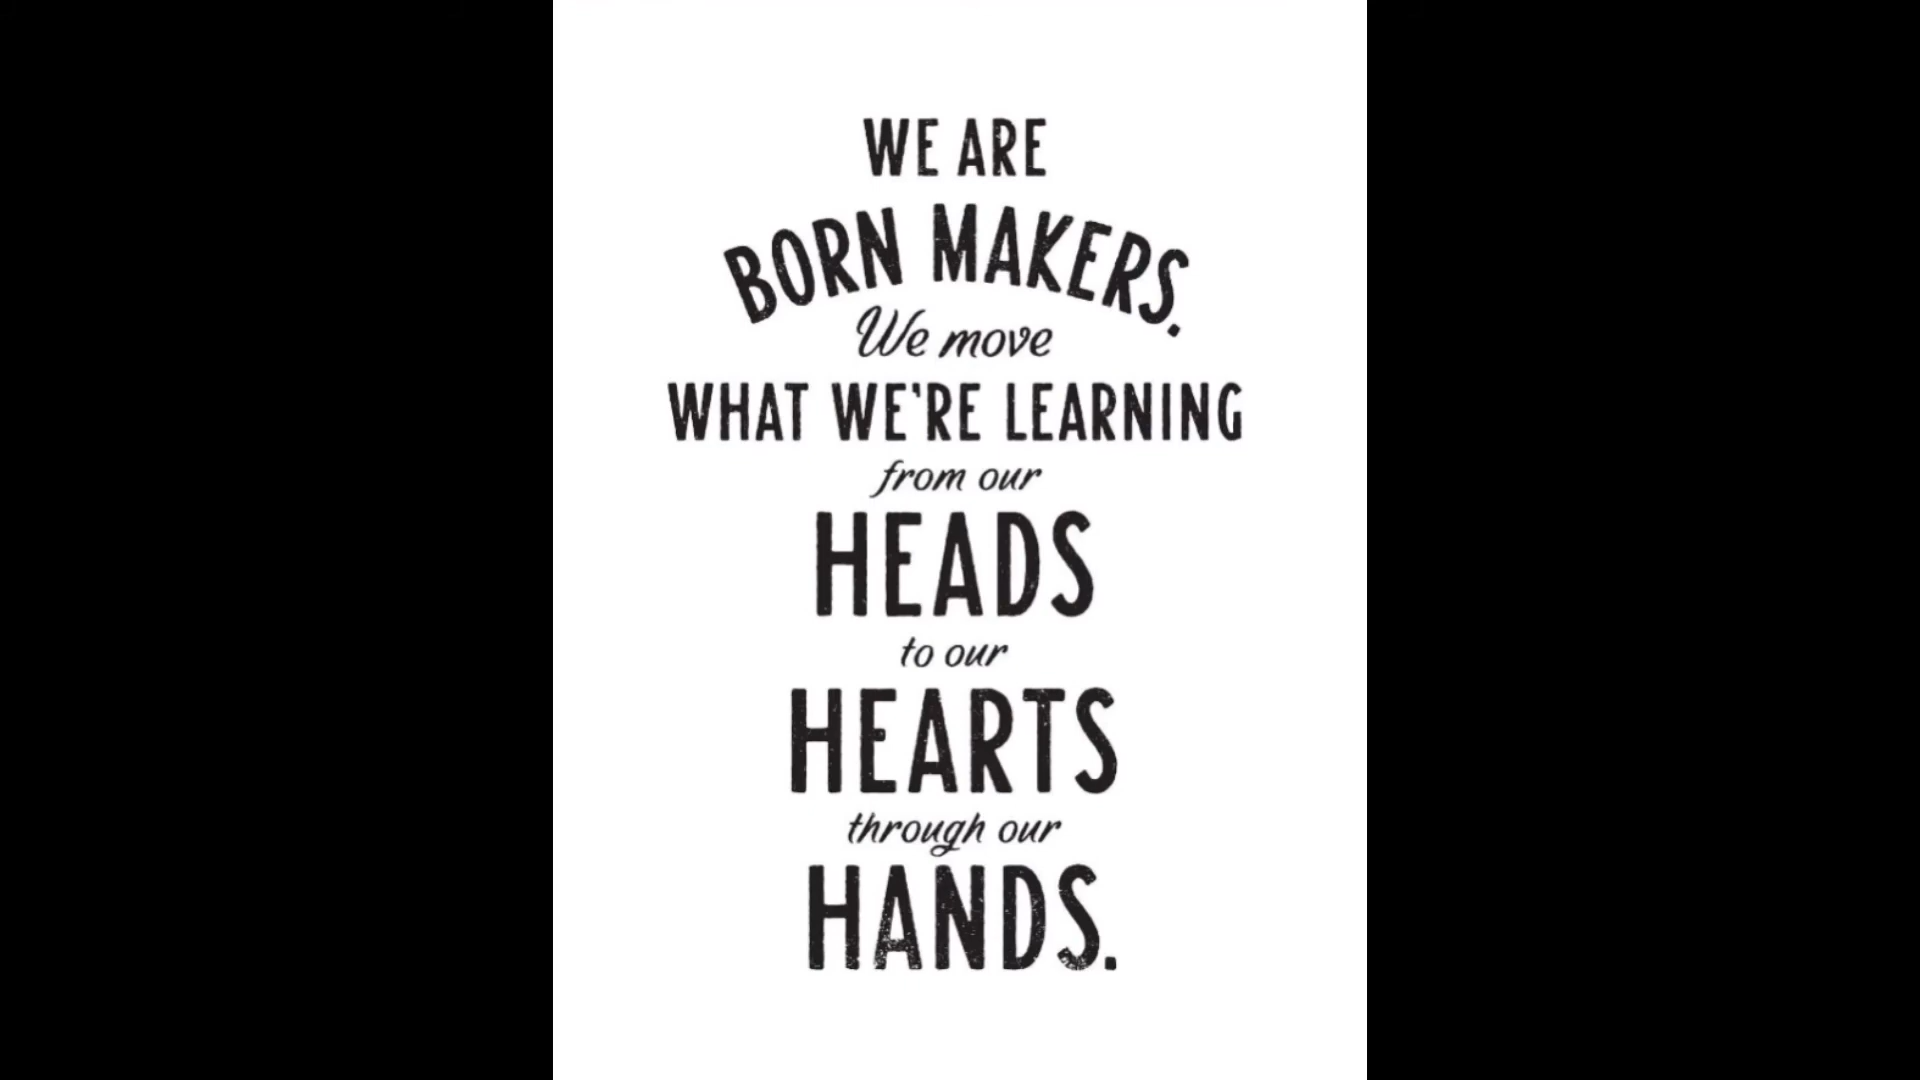 WE ARE
BORN MAKERS.
We move
WHAT WE'RE LEARNING
from our
HEADS
to our
HEARTS
through our
HANDS.